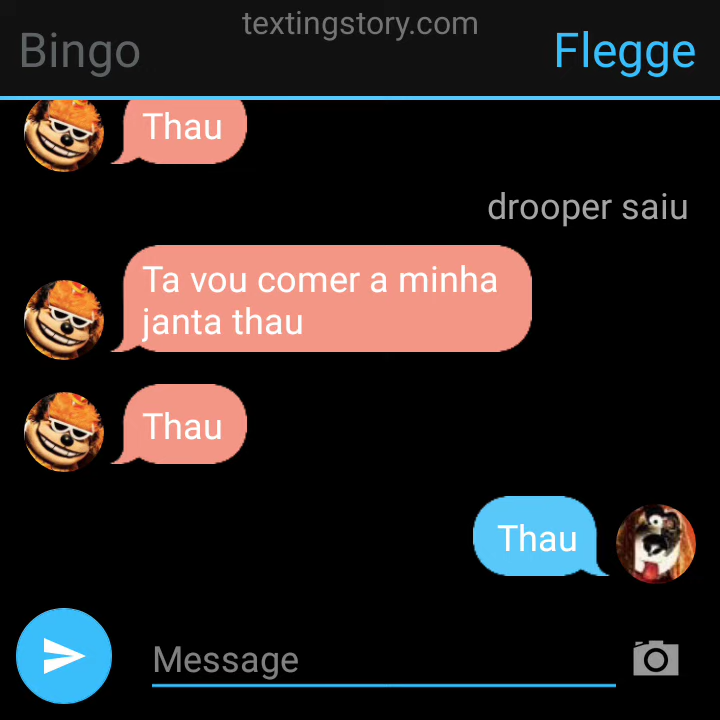 textingstory.com
Bingo
Flegge
Thau
drooper saiu
Ta vou comer a minha
janta thau
Thau
Thau
Message